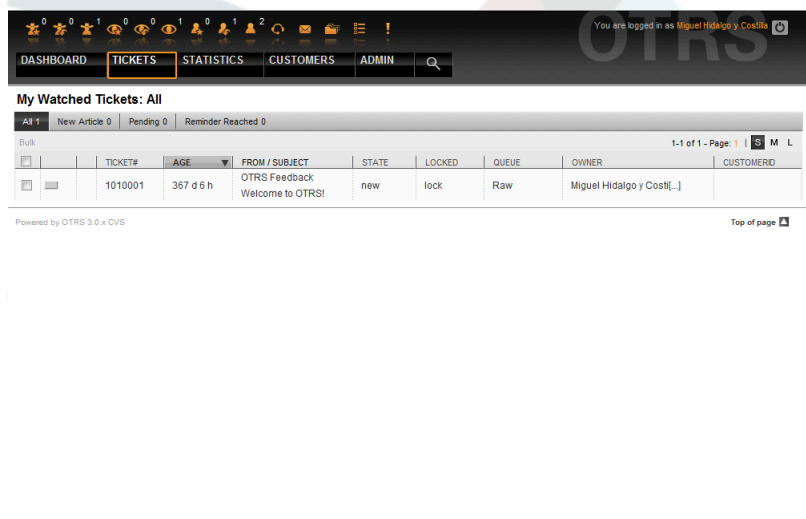 0 0 1 0 0 1 0 1 2
You are logged in as Miguel Hidalgo y Costilla
OTRS
DASHBOARD TICKETS STATISTICS CUSTOMERS ADMIN
My Watched Tickets: All
All 1 New Article 0 Pending 0 Reminder Reached 0
Bulk 1-1 of 1 - Page: 1 | S M L
TICKET# AGE ▼ FROM / SUBJECT STATE LOCKED QUEUE OWNER CUSTOMERID
1010001 367 d 6 h OTRS Feedback new lock Raw Miguel Hidalgo y Costi[...]
Welcome to OTRS!
Powered by OTRS 3.0.x CVS Top of page